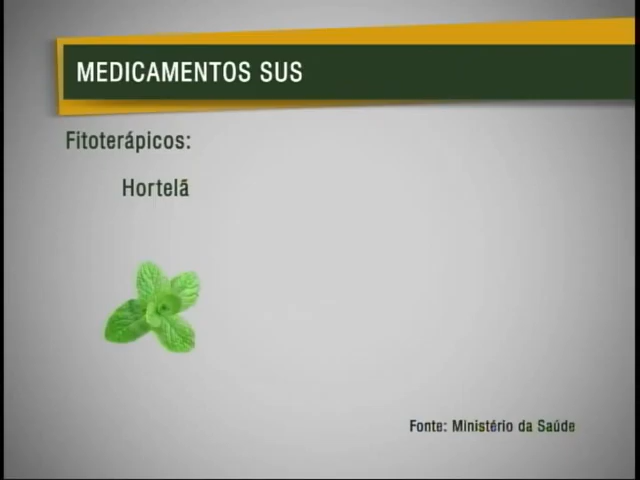 MEDICAMENTOS SUS
Fitoterápicos:
Hortelã
Fonte: Ministério da Saúde